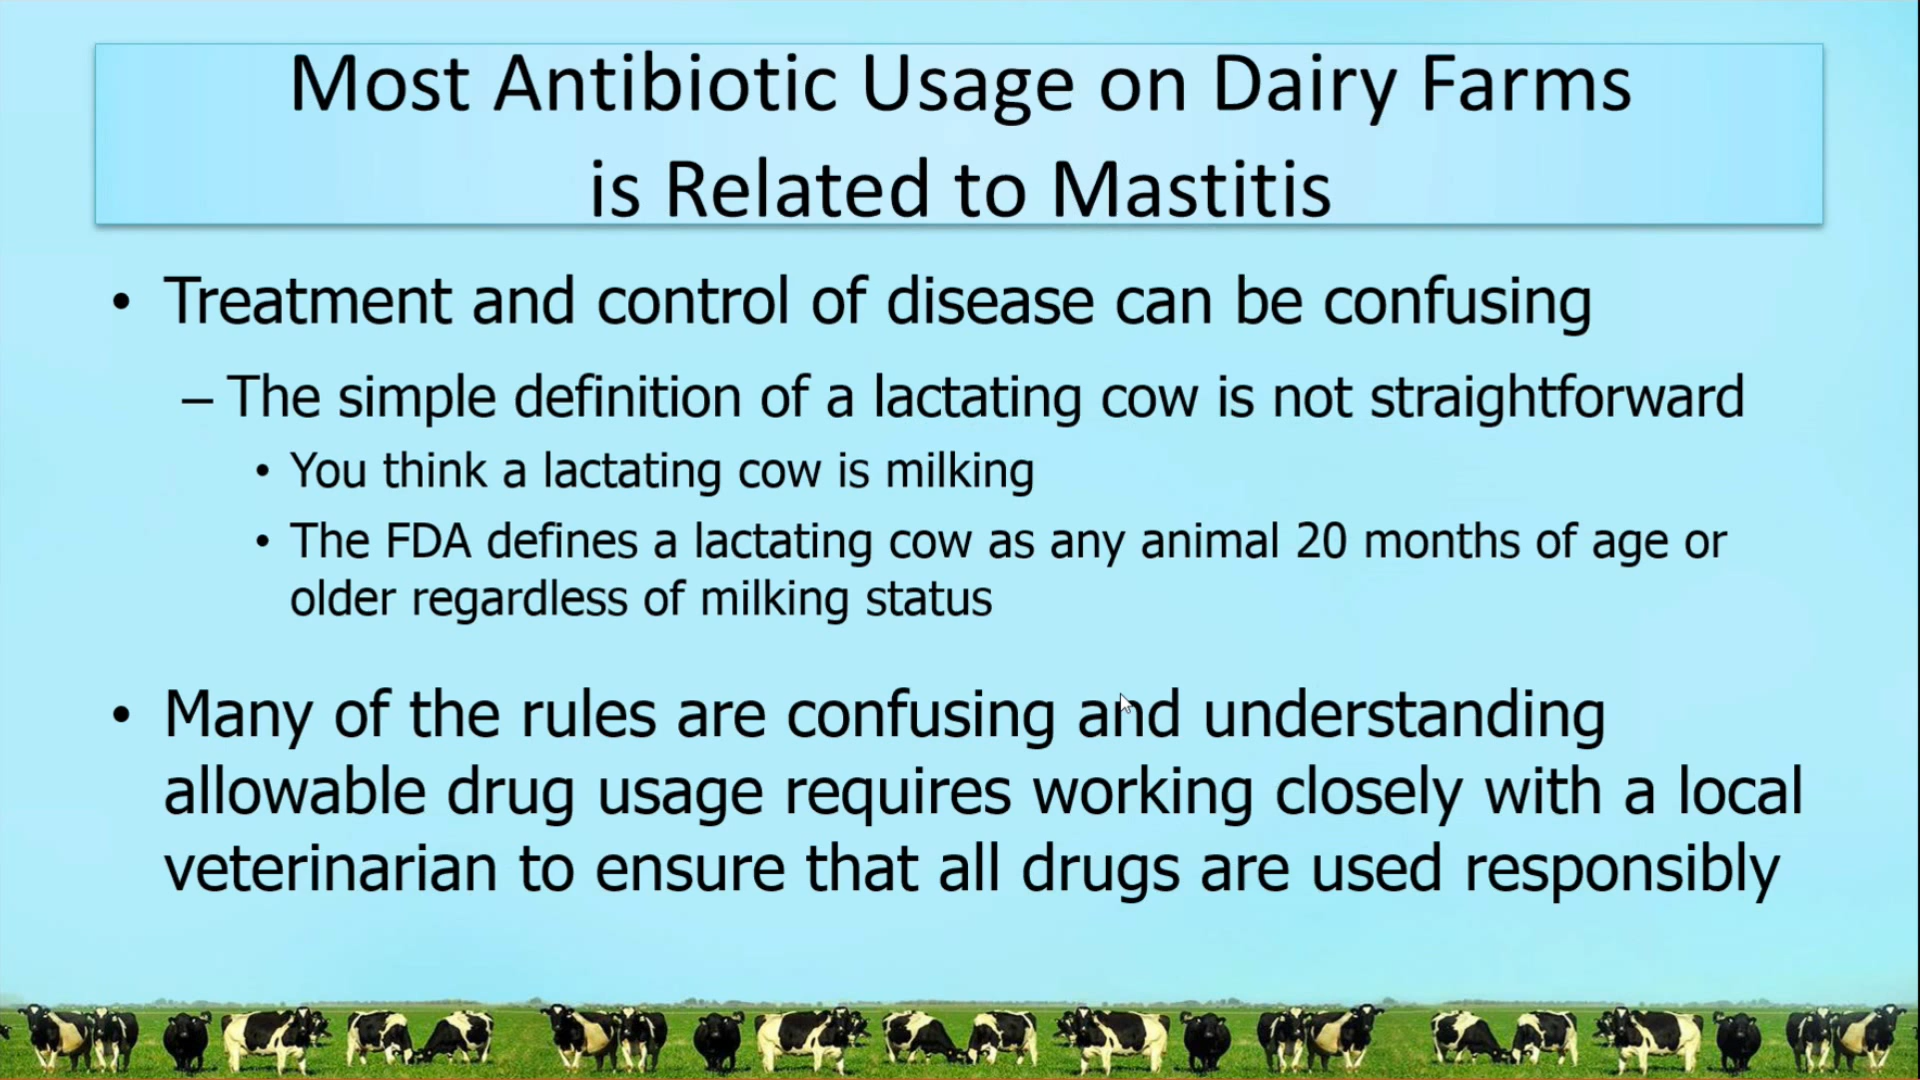 Most Antibiotic Usage on Dairy Farms
is Related to Mastitis
• Treatment and control of disease can be confusing
– The simple definition of a lactating cow is not straightforward
• You think a lactating cow is milking
• The FDA defines a lactating cow as any animal 20 months of age or
older regardless of milking status
• Many of the rules are confusing and understanding
allowable drug usage requires working closely with a local
veterinarian to ensure that all drugs are used responsibly